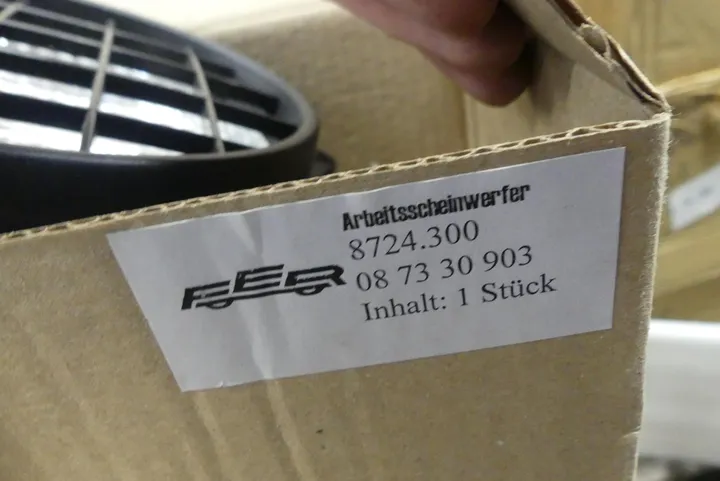 Arbeitsscheinwerfer
8724.300
FER
08 73 30 903
Inhalt: 1 Stück